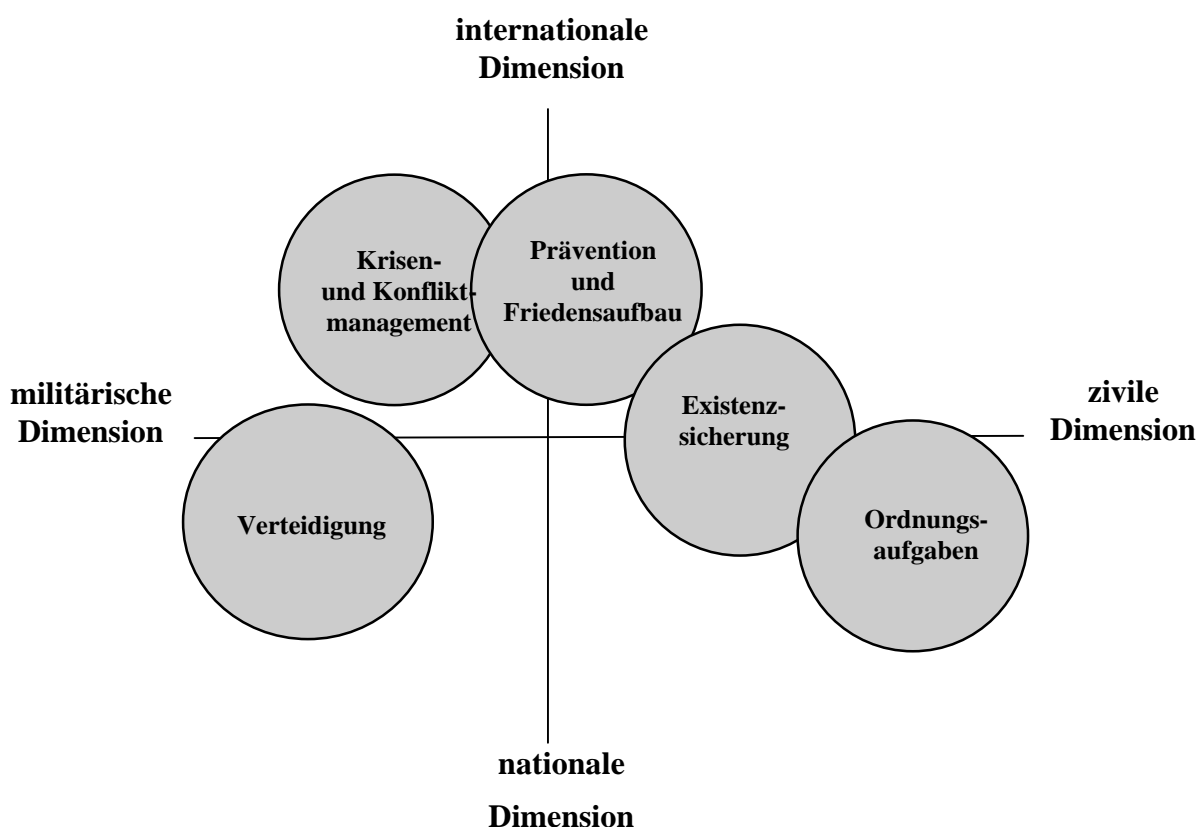 internationale
Dimension
Krisen-
und Konflikt-
management
Prävention
und
Friedensaufbau
militärische
Dimension
Existenz-
sicherung
zivile
Dimension
Verteidigung
Ordnungs-
aufgaben
nationale
Dimension